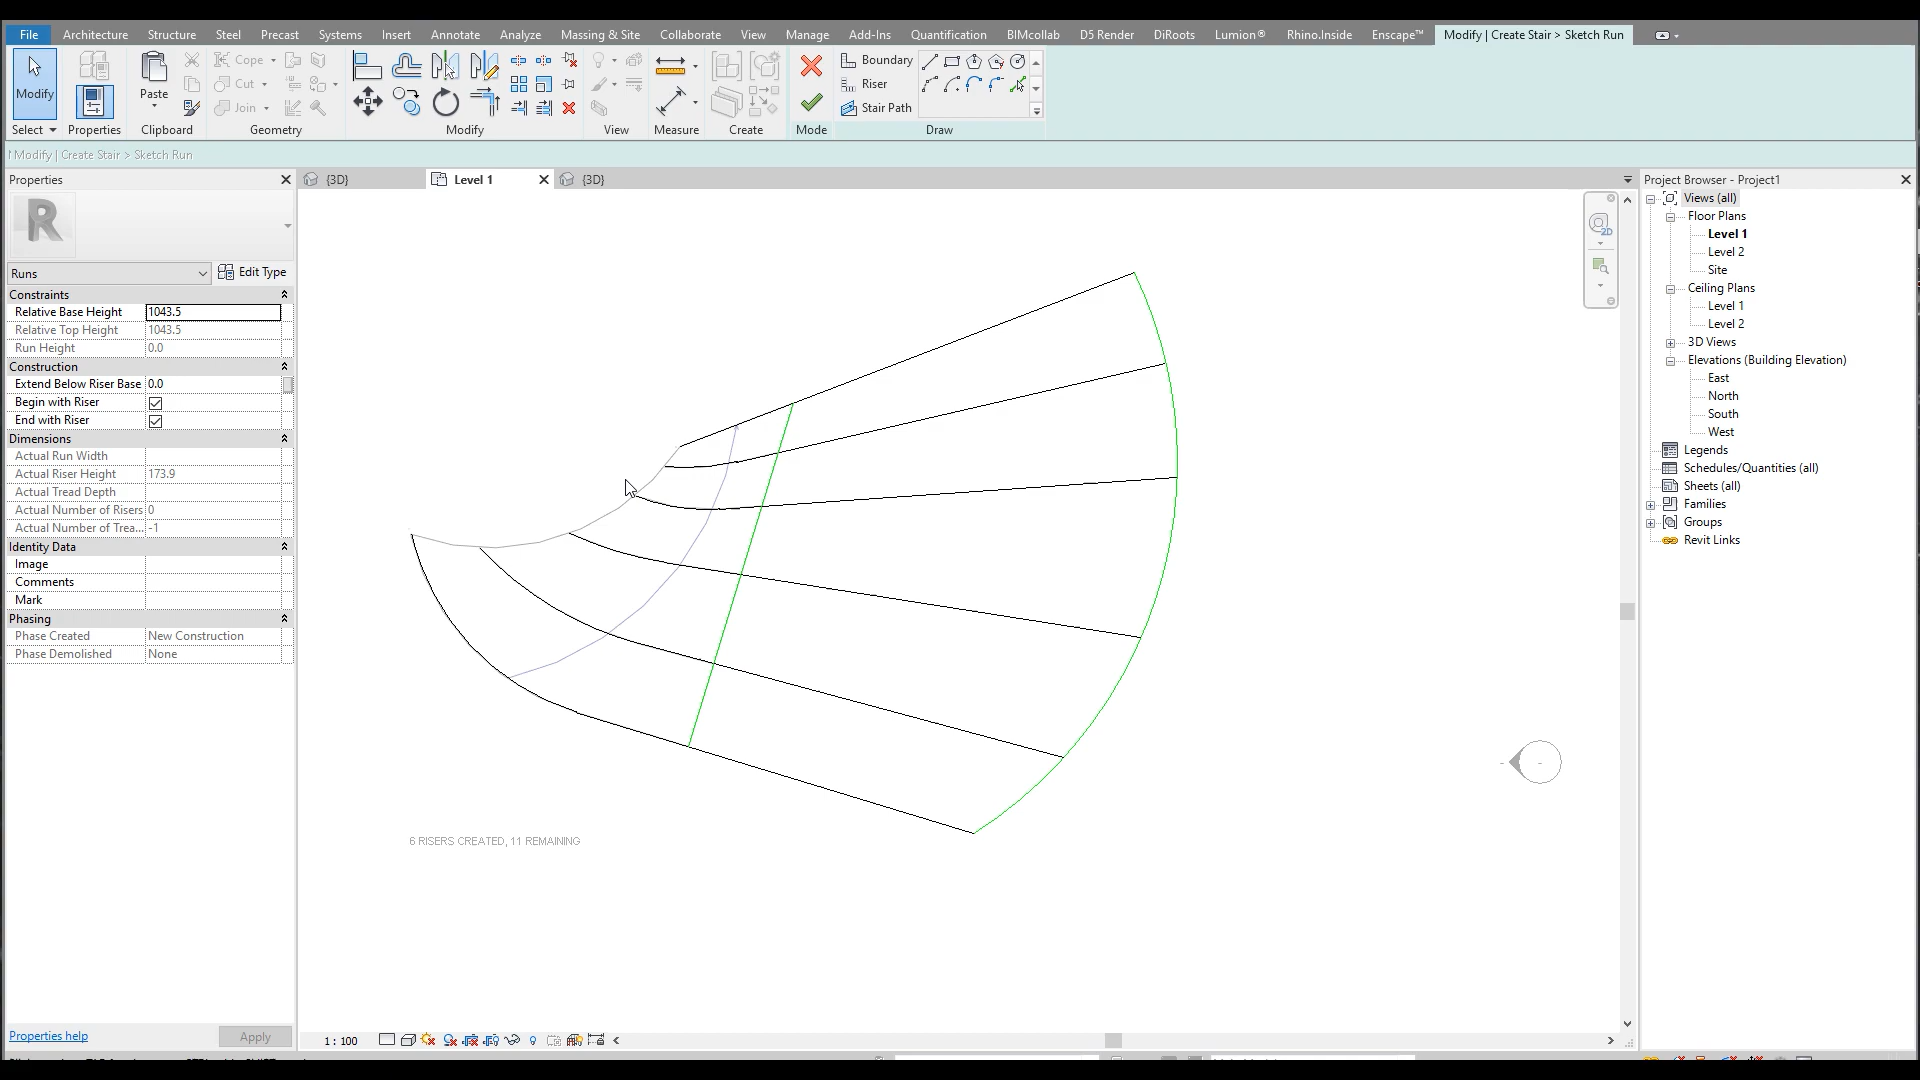 File Architecture Structure Steel Precast Systems Insert Annotate Analyze Massing & Site Collaborate View Manage Add-Ins Quantification BIMcollab D5 Render DiRoots Lumion® Rhino.Inside Enscape™ Modify | Create Stair > Sketch Run
Modify
Paste
Cope
Cut
Join
Boundary
Riser
Stair Path
Select Properties Clipboard Geometry Modify View Measure Create Mode Draw
Modify | Create Stair > Sketch Run
Properties
{3D}
Level 1
{3D}
Project Browser - Project1
R
Runs
Edit Type
Constraints
Relative Base Height 1043.5
Relative Top Height 1043.5
Run Height 0.0
Construction
Extend Below Riser Base 0.0
Begin with Riser
End with Riser
Dimensions
Actual Run Width
Actual Riser Height 173.9
Actual Tread Depth
Actual Number of Risers 0
Actual Number of Trea... -1
Identity Data
Image
Comments
Mark
Phasing
Phase Created New Construction
Phase Demolished None
Properties help
Apply
6 RISERS CREATED, 11 REMAINING
2D
1 : 100
Views (all)
Floor Plans
Level 1
Level 2
Site
Ceiling Plans
Level 1
Level 2
3D Views
Elevations (Building Elevation)
East
North
South
West
Legends
Schedules/Quantities (all)
Sheets (all)
Families
Groups
Revit Links